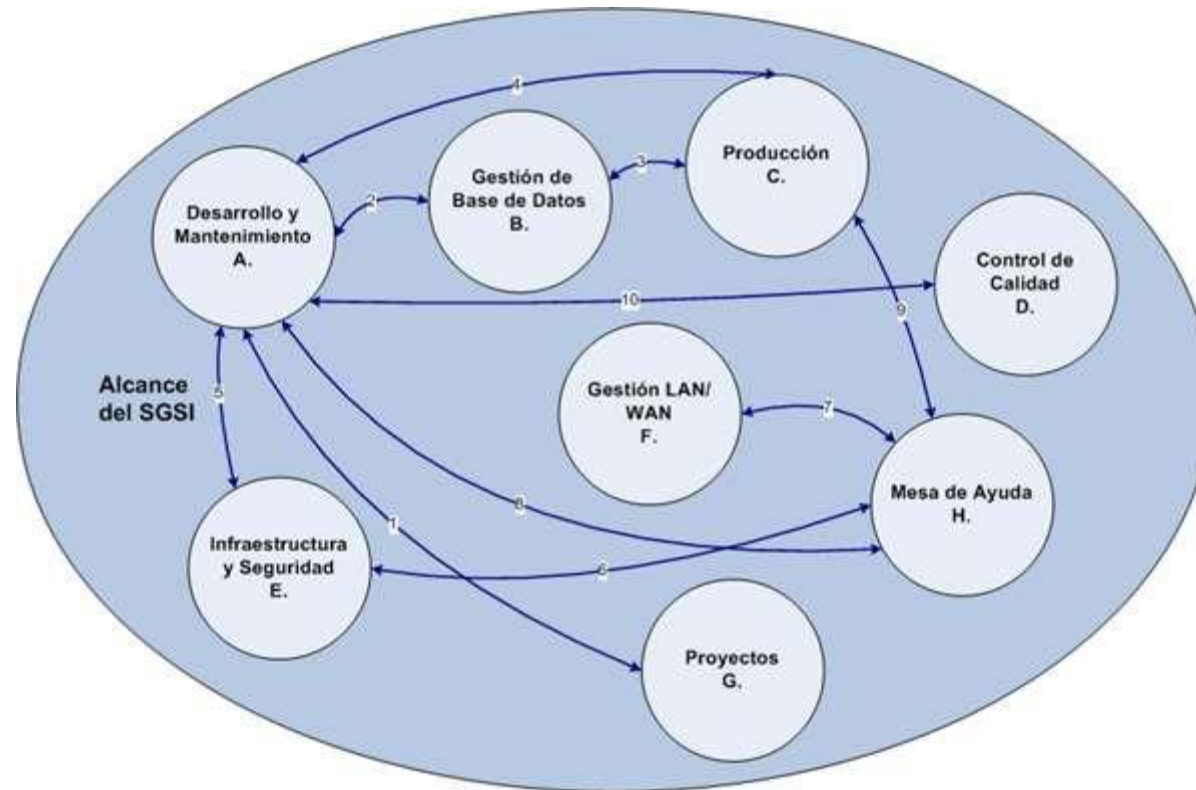 4
Producción
C.
3
Gestión de
Base de Datos
B.
2
Desarrollo y
Mantenimiento
A.
Control de
Calidad
D.
10
9
Alcance
del SGSI
5
Gestión LAN/
WAN
F.
7
Mesa de Ayuda
H.
8
1
Infraestructura
y Seguridad
E.
6
Proyectos
G.